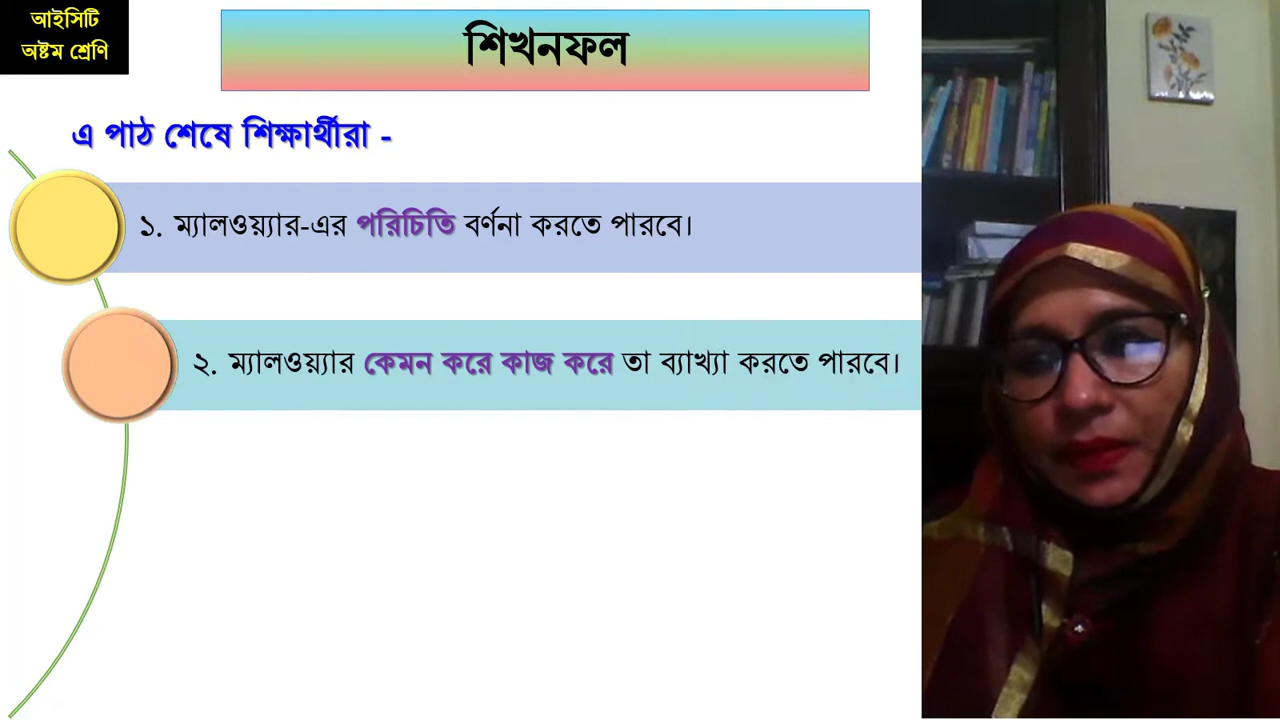 আইসিটি
অষ্টম শ্রেণি
শিখনফল
এ পাঠ শেষে শিক্ষার্থীরা -
১. ম্যালওয়্যার-এর পরিচিতি বর্ণনা করতে পারবে।
২. ম্যালওয়্যার কেমন করে কাজ করে তা ব্যাখ্যা করতে পারবে।